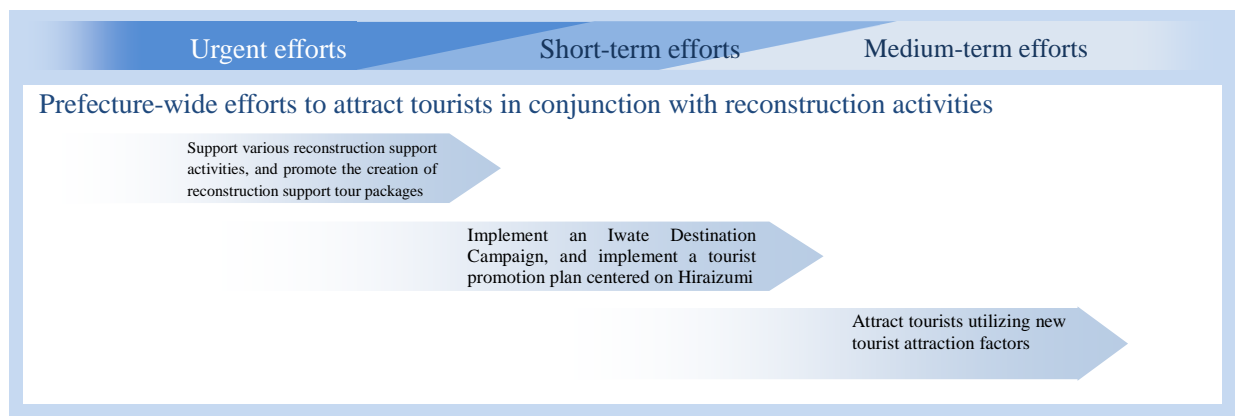 Urgent efforts
Short-term efforts
Medium-term efforts
Prefecture-wide efforts to attract tourists in conjunction with reconstruction activities
Support various reconstruction support
activities, and promote the creation of
reconstruction support tour packages
Implement an Iwate Destination
Campaign, and implement a tourist
promotion plan centered on Hiraizumi
Attract tourists utilizing new
tourist attraction factors